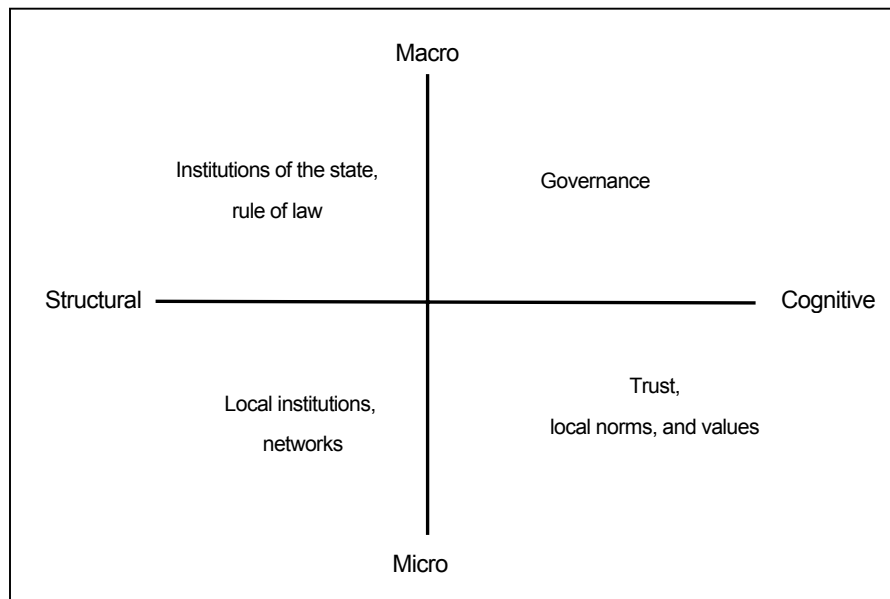 Macro
Institutions of the state,
rule of law
Governance
Structural
Cognitive
Local institutions,
networks
Trust,
local norms, and values
Micro